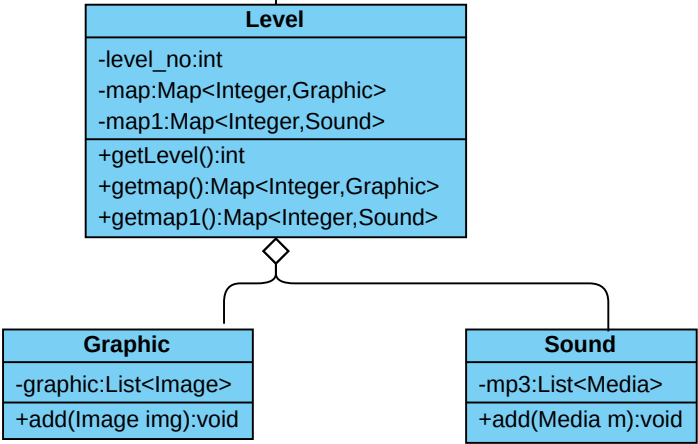 Level
-level_no:int
-map:Map<Integer,Graphic>
-map1:Map<Integer,Sound>
+getLevel():int
+getmap():Map<Integer,Graphic>
+getmap1():Map<Integer,Sound>
Graphic
-graphic:List<Image>
+add(Image img):void
Sound
-mp3:List<Media>
+add(Media m):void